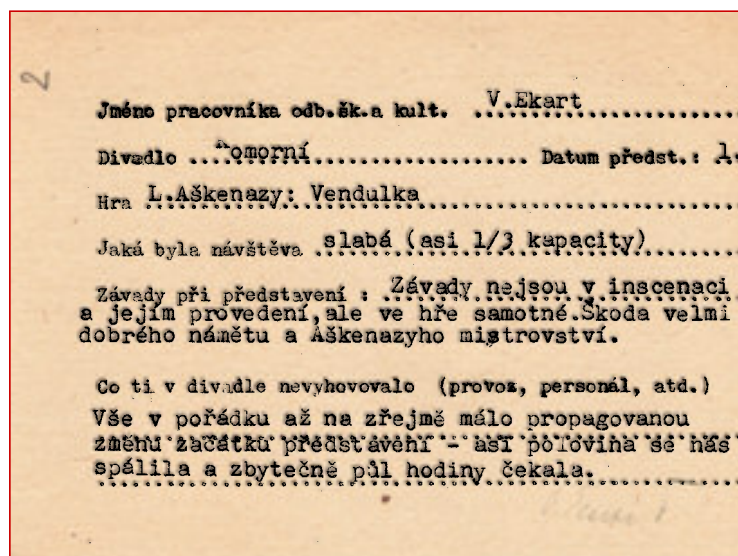 2
Jméno pracovníka odb.šk.a kult. V.Ekart
Divadlo Komorní Datum předst.: 1.
Hra L.Aškenazy: Vendulka
Jaká byla návštěva slabá (asi 1/3 kapacity)
Závady při představení : Závady nejsou v inscenaci
a jejím provedení,ale ve hře samotné.Škoda velmi
dobrého námětu a Aškenazyho mistrovství.
Co ti v divadle nevyhovovalo (provoz, personál, atd.)
Vše v pořádku až na zřejmě málo propagovanou
změnu začátku představení - asi polovina se nás
spálila a zbytečně půl hodiny čekala.